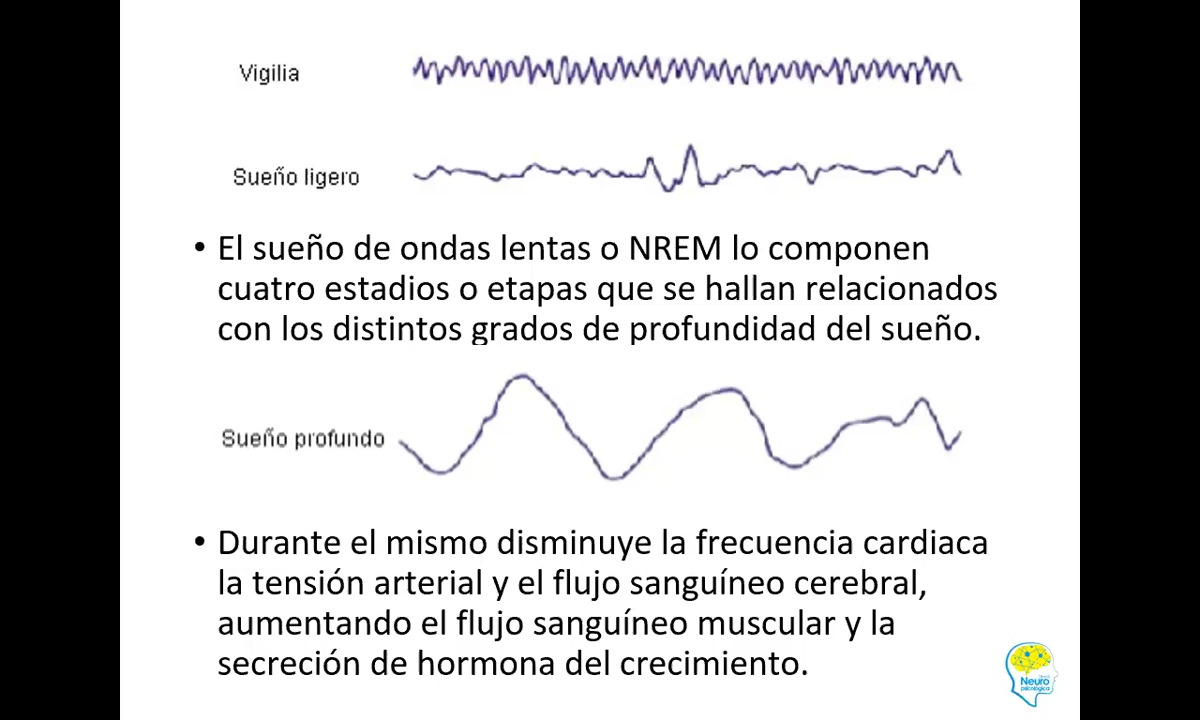 Vigilia
Sueño ligero
• El sueño de ondas lentas o NREM lo componen
cuatro estadios o etapas que se hallan relacionados
con los distintos grados de profundidad del sueño.
Sueño profundo
• Durante el mismo disminuye la frecuencia cardiaca
la tensión arterial y el flujo sanguíneo cerebral,
aumentando el flujo sanguíneo muscular y la
secreción de hormona del crecimiento.
Neuro
psicológica